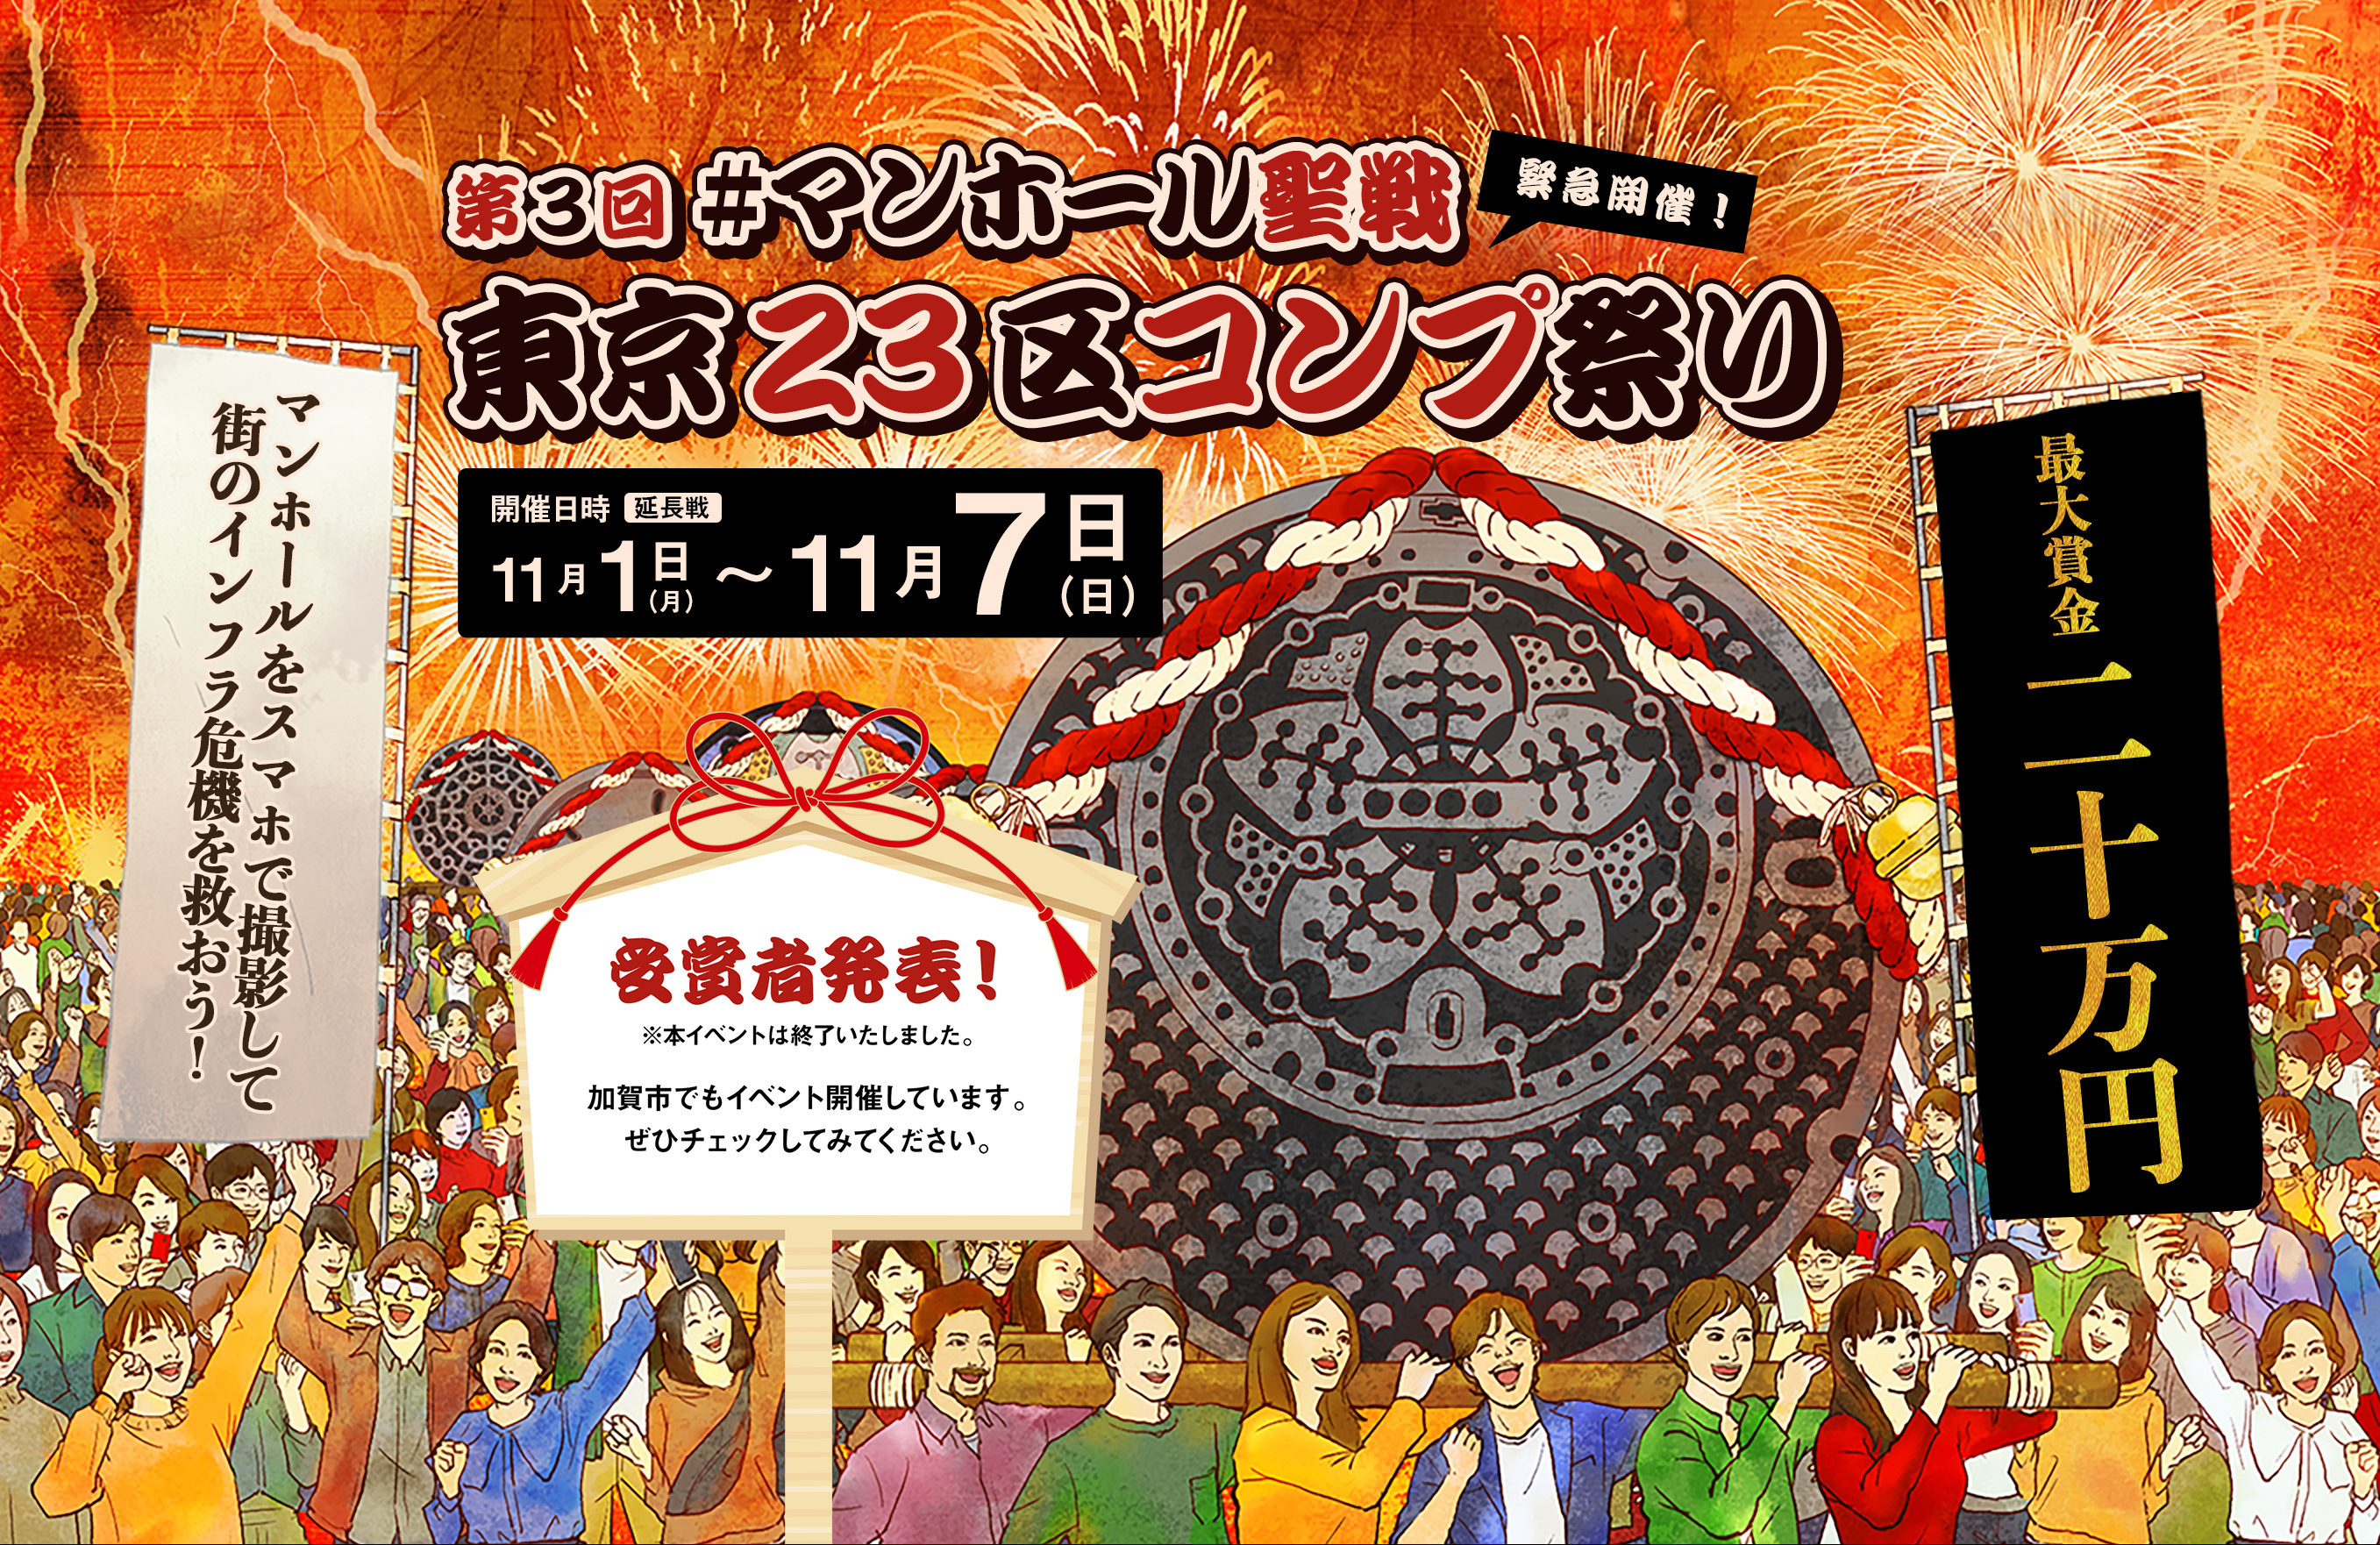 第3回 #マンホール聖戦
緊急開催！
東京23区コンプ祭り
開催日時 延長戦
11月1日(月)～11月7日(日)
マンホールをスマホで撮影して
街のインフラ危機を救おう！
最大賞金 二十万円
受賞者発表！
※本イベントは終了いたしました。
加賀市でもイベント開催しています。
ぜひチェックしてみてください。